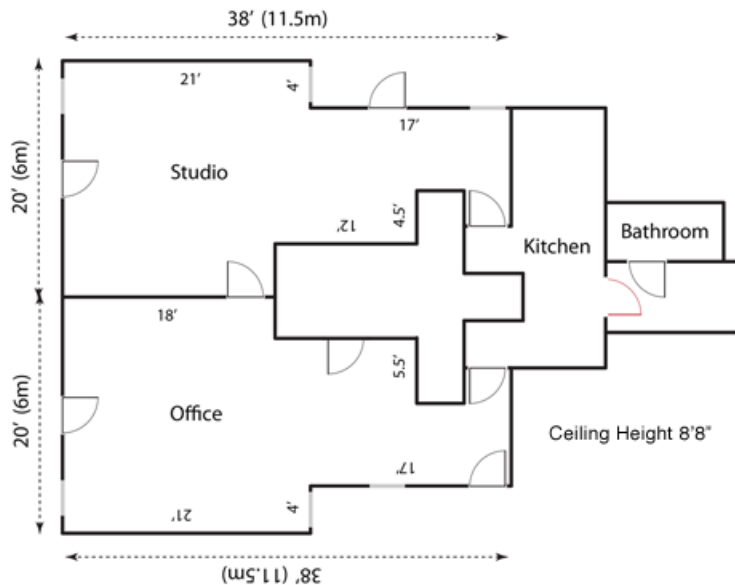 38' (11.5m)
21'
4'
17'
20' (6m)
Studio
4.5'
12'
Kitchen
Bathroom
18'
20' (6m)
5.5'
Office
Ceiling Height 8'8"
17'
21'
4'
38' (11.5m)